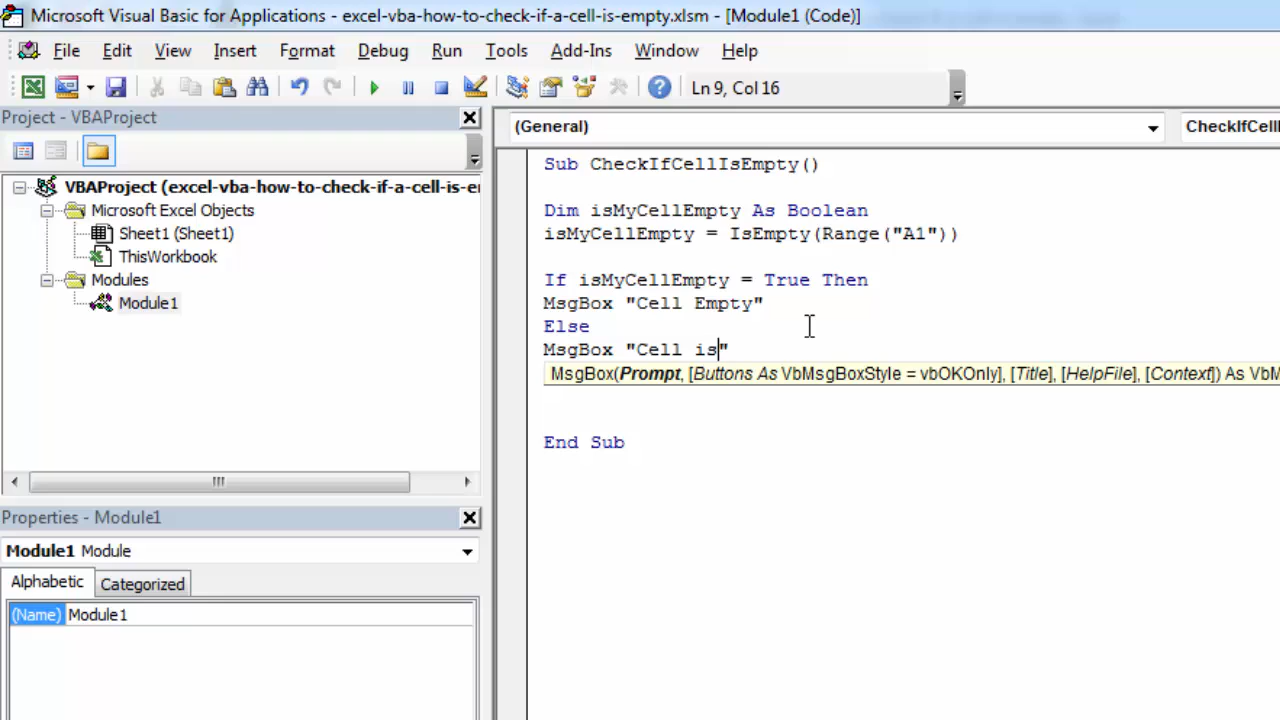 Microsoft Visual Basic for Applications - excel-vba-how-to-check-if-a-cell-is-empty.xlsm - [Module1 (Code)]
File Edit View Insert Format Debug Run Tools Add-Ins Window Help
Ln 9, Col 16
Project - VBAProject
(General) CheckIfCellI
VBAProject (excel-vba-how-to-check-if-a-cell-is-e
Microsoft Excel Objects
Sheet1 (Sheet1)
ThisWorkbook
Modules
Module1
Sub CheckIfCellIsEmpty()
Dim isMyCellEmpty As Boolean
isMyCellEmpty = IsEmpty(Range("A1"))
If isMyCellEmpty = True Then
MsgBox "Cell Empty"
Else
MsgBox "Cell is"
MsgBox(Prompt, [Buttons As VbMsgBoxStyle = vbOKOnly], [Title], [HelpFile], [Context]) As VbM
End Sub
Properties - Module1
Module1 Module
Alphabetic Categorized
(Name) Module1